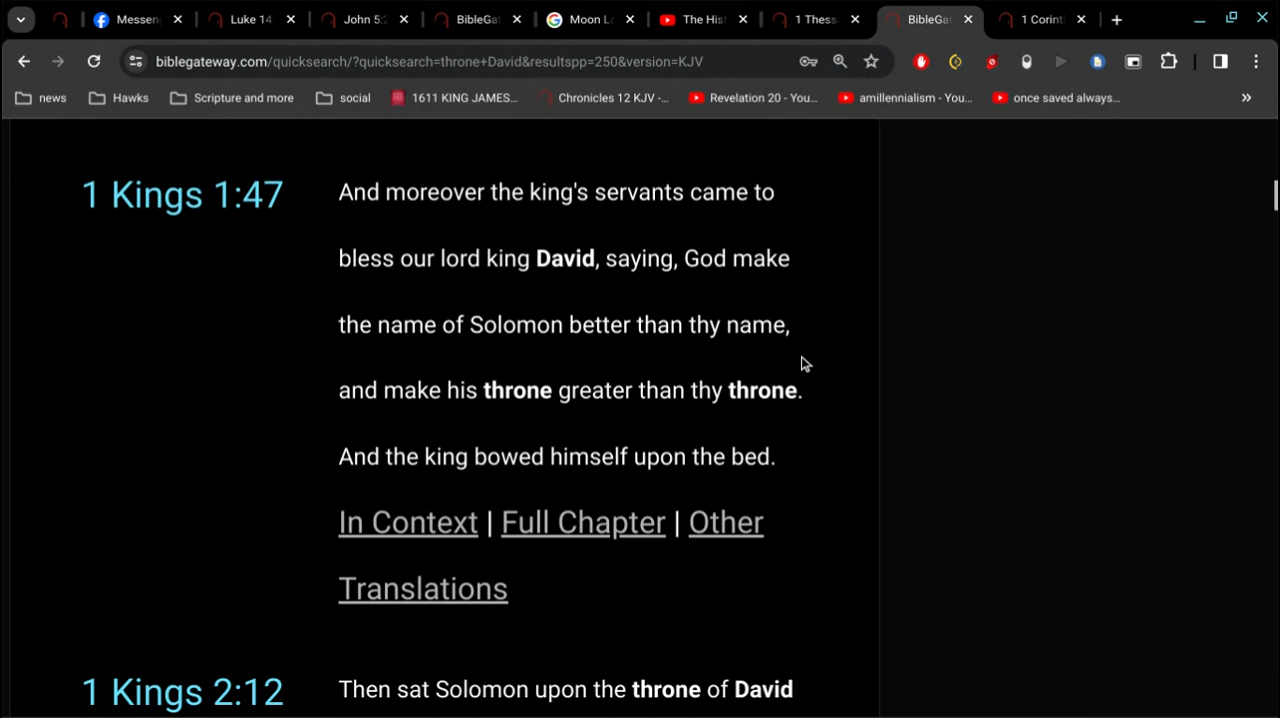 Messen
Luke 14
John 5:2
BibleGat
Moon La
The Hist
1 Thess
BibleGat
1 Corint
biblegateway.com/quicksearch/?quicksearch=throne+David&resultspp=250&version=KJV
news
Hawks
Scripture and more
social
1611 KING JAMES...
Chronicles 12 KJV -...
Revelation 20 - You...
amillennialism - You...
once saved always...
1 Kings 1:47
And moreover the king's servants came to
bless our lord king David, saying, God make
the name of Solomon better than thy name,
and make his throne greater than thy throne.
And the king bowed himself upon the bed.
In Context | Full Chapter | Other
Translations
1 Kings 2:12
Then sat Solomon upon the throne of David